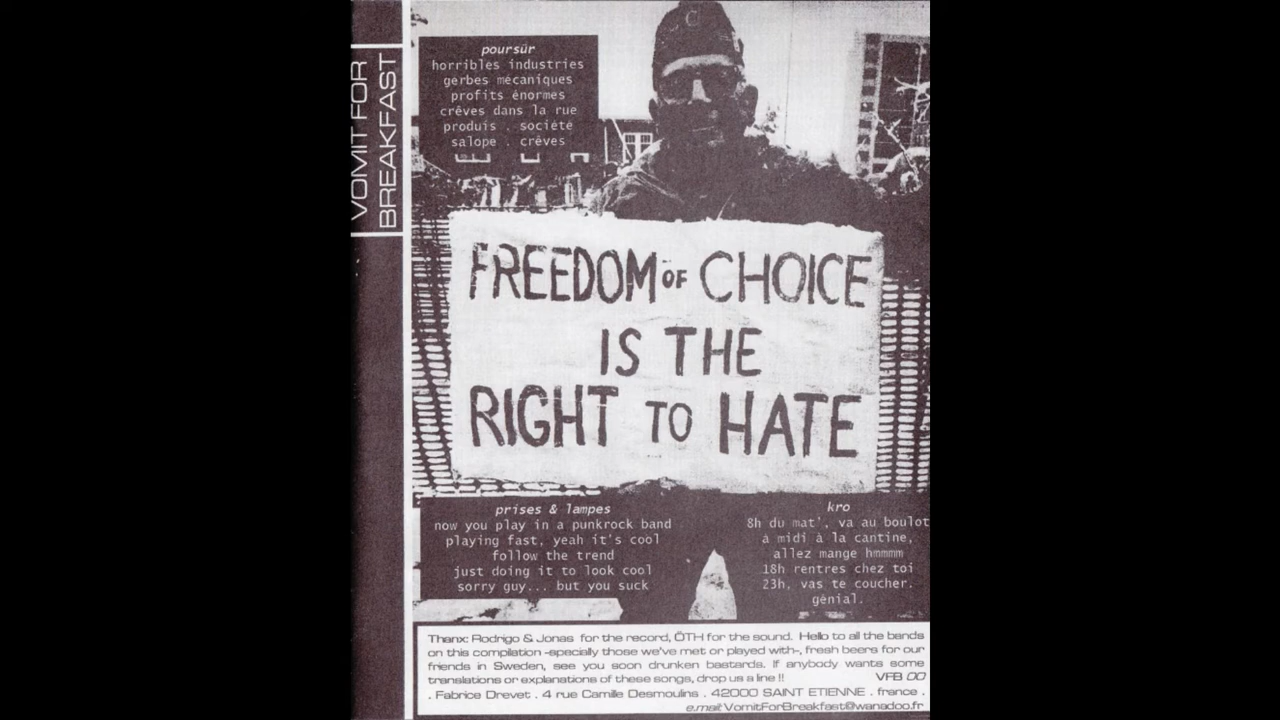 VOMIT FOR
BREAKFAST
poursür
horribles industries
gerbes mécaniques
profits énormes
crêves dans la rue
produis . société
salope . crêves
C
FREEDOM OF CHOICE
IS THE
RIGHT TO HATE
prises & lampes
now you play in a punkrock band
playing fast, yeah it's cool
follow the trend
just doing it to look cool
sorry guy... but you suck
kro
8h du mat', va au boulot
à midi à la cantine,
allez mange hmmmm
18h rentres chez toi
23h, vas te coucher.
génial.
Thanx: Rodrigo & Jonas for the record, ÖTH for the sound. Hello to all the bands
on this compilation -specially those we've met or played with-, fresh beers for our
friends in Sweden, see you soon drunken bastards. If anybody wants some
translations or explanations of these songs, drop us a line !! VFB 00
. Fabrice Drevet . 4 rue Camille Desmoulins . 42000 SAINT ETIENNE . france .
e.mail: VomitForBreakfast@wanadoo.fr